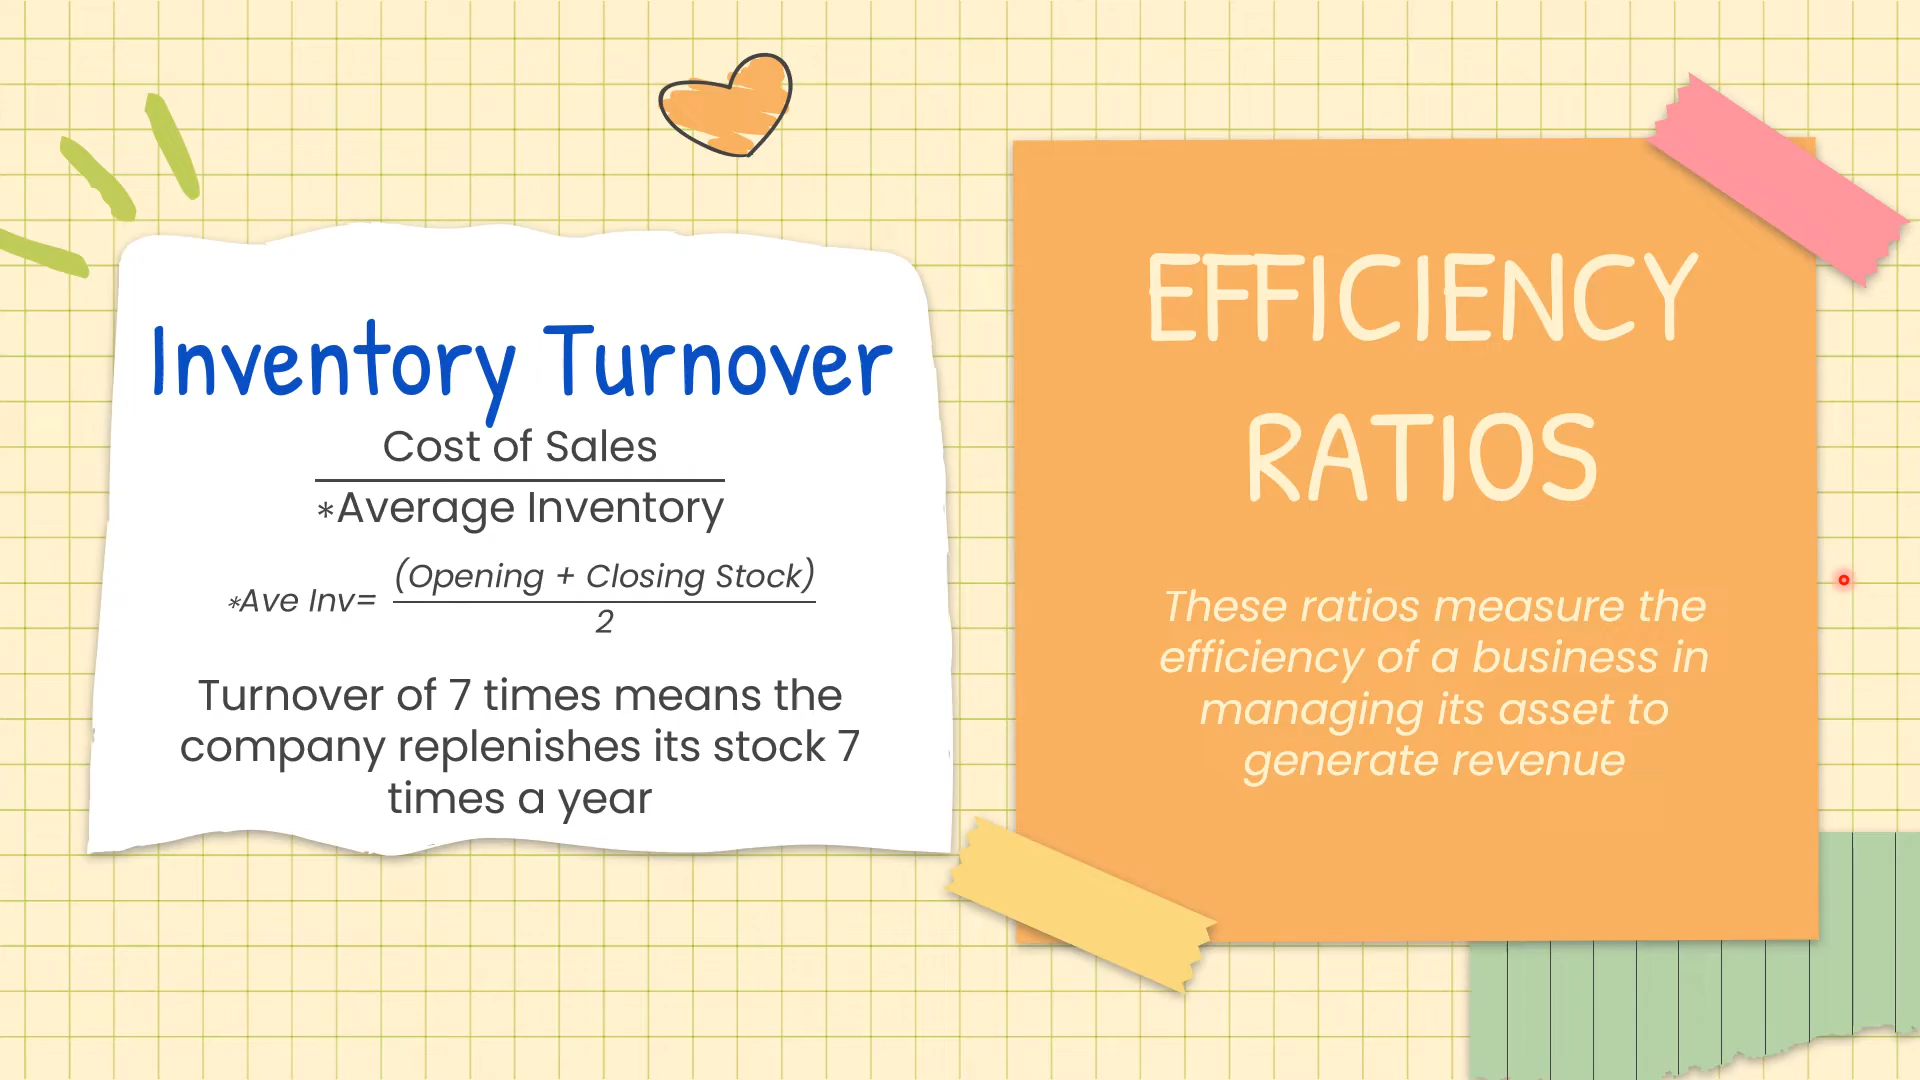 Inventory Turnover
Cost of Sales
*Average Inventory
*Ave Inv= (Opening + Closing Stock)
2
Turnover of 7 times means the
company replenishes its stock 7
times a year
EFFICIENCY
RATIOS
These ratios measure the
efficiency of a business in
managing its asset to
generate revenue